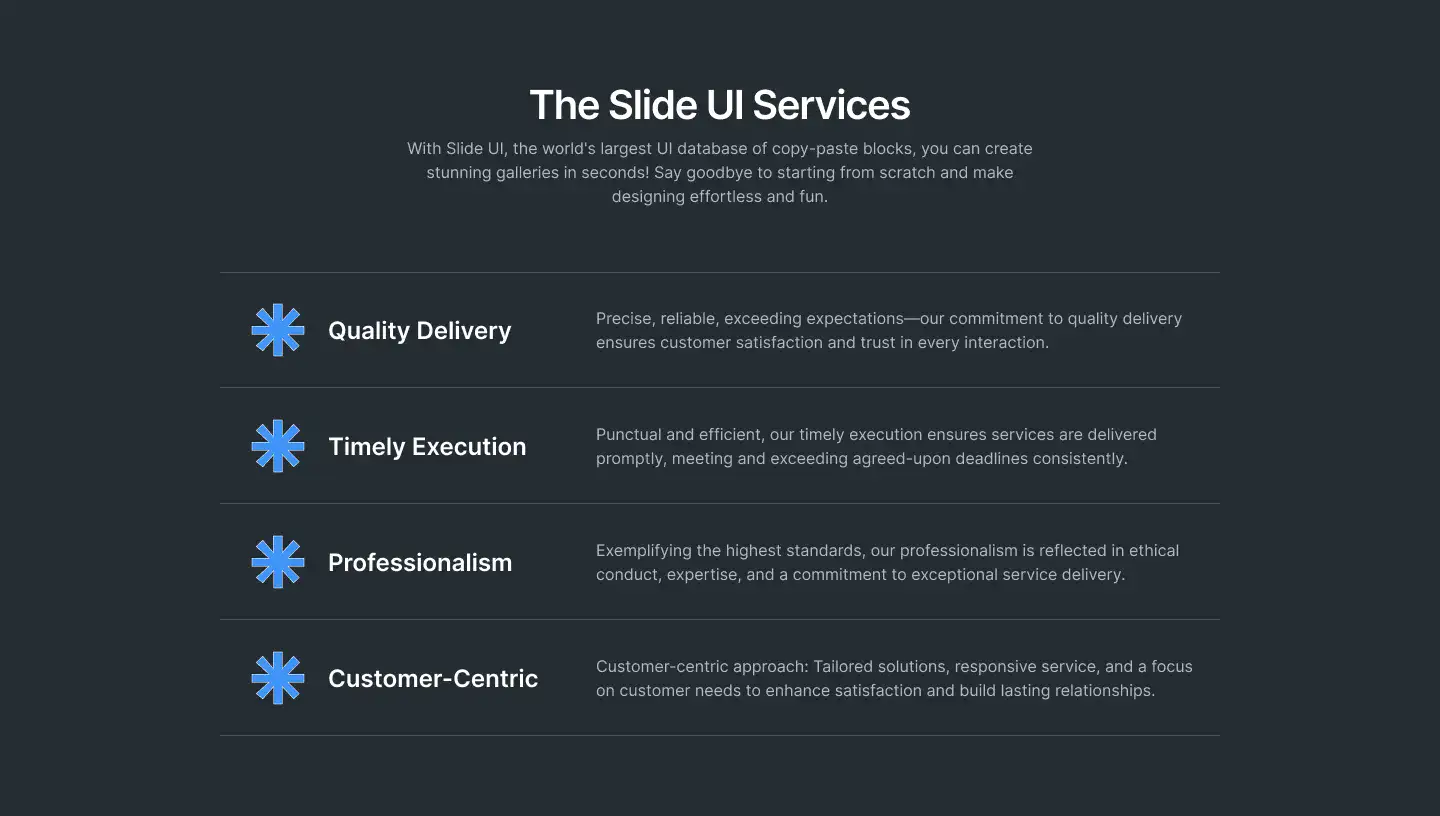 The Slide UI Services
With Slide UI, the world's largest UI database of copy-paste blocks, you can create
stunning galleries in seconds! Say goodbye to starting from scratch and make
designing effortless and fun.
Quality Delivery
Precise, reliable, exceeding expectations—our commitment to quality delivery
ensures customer satisfaction and trust in every interaction.
Timely Execution
Punctual and efficient, our timely execution ensures services are delivered
promptly, meeting and exceeding agreed-upon deadlines consistently.
Professionalism
Exemplifying the highest standards, our professionalism is reflected in ethical
conduct, expertise, and a commitment to exceptional service delivery.
Customer-Centric
Customer-centric approach: Tailored solutions, responsive service, and a focus
on customer needs to enhance satisfaction and build lasting relationships.